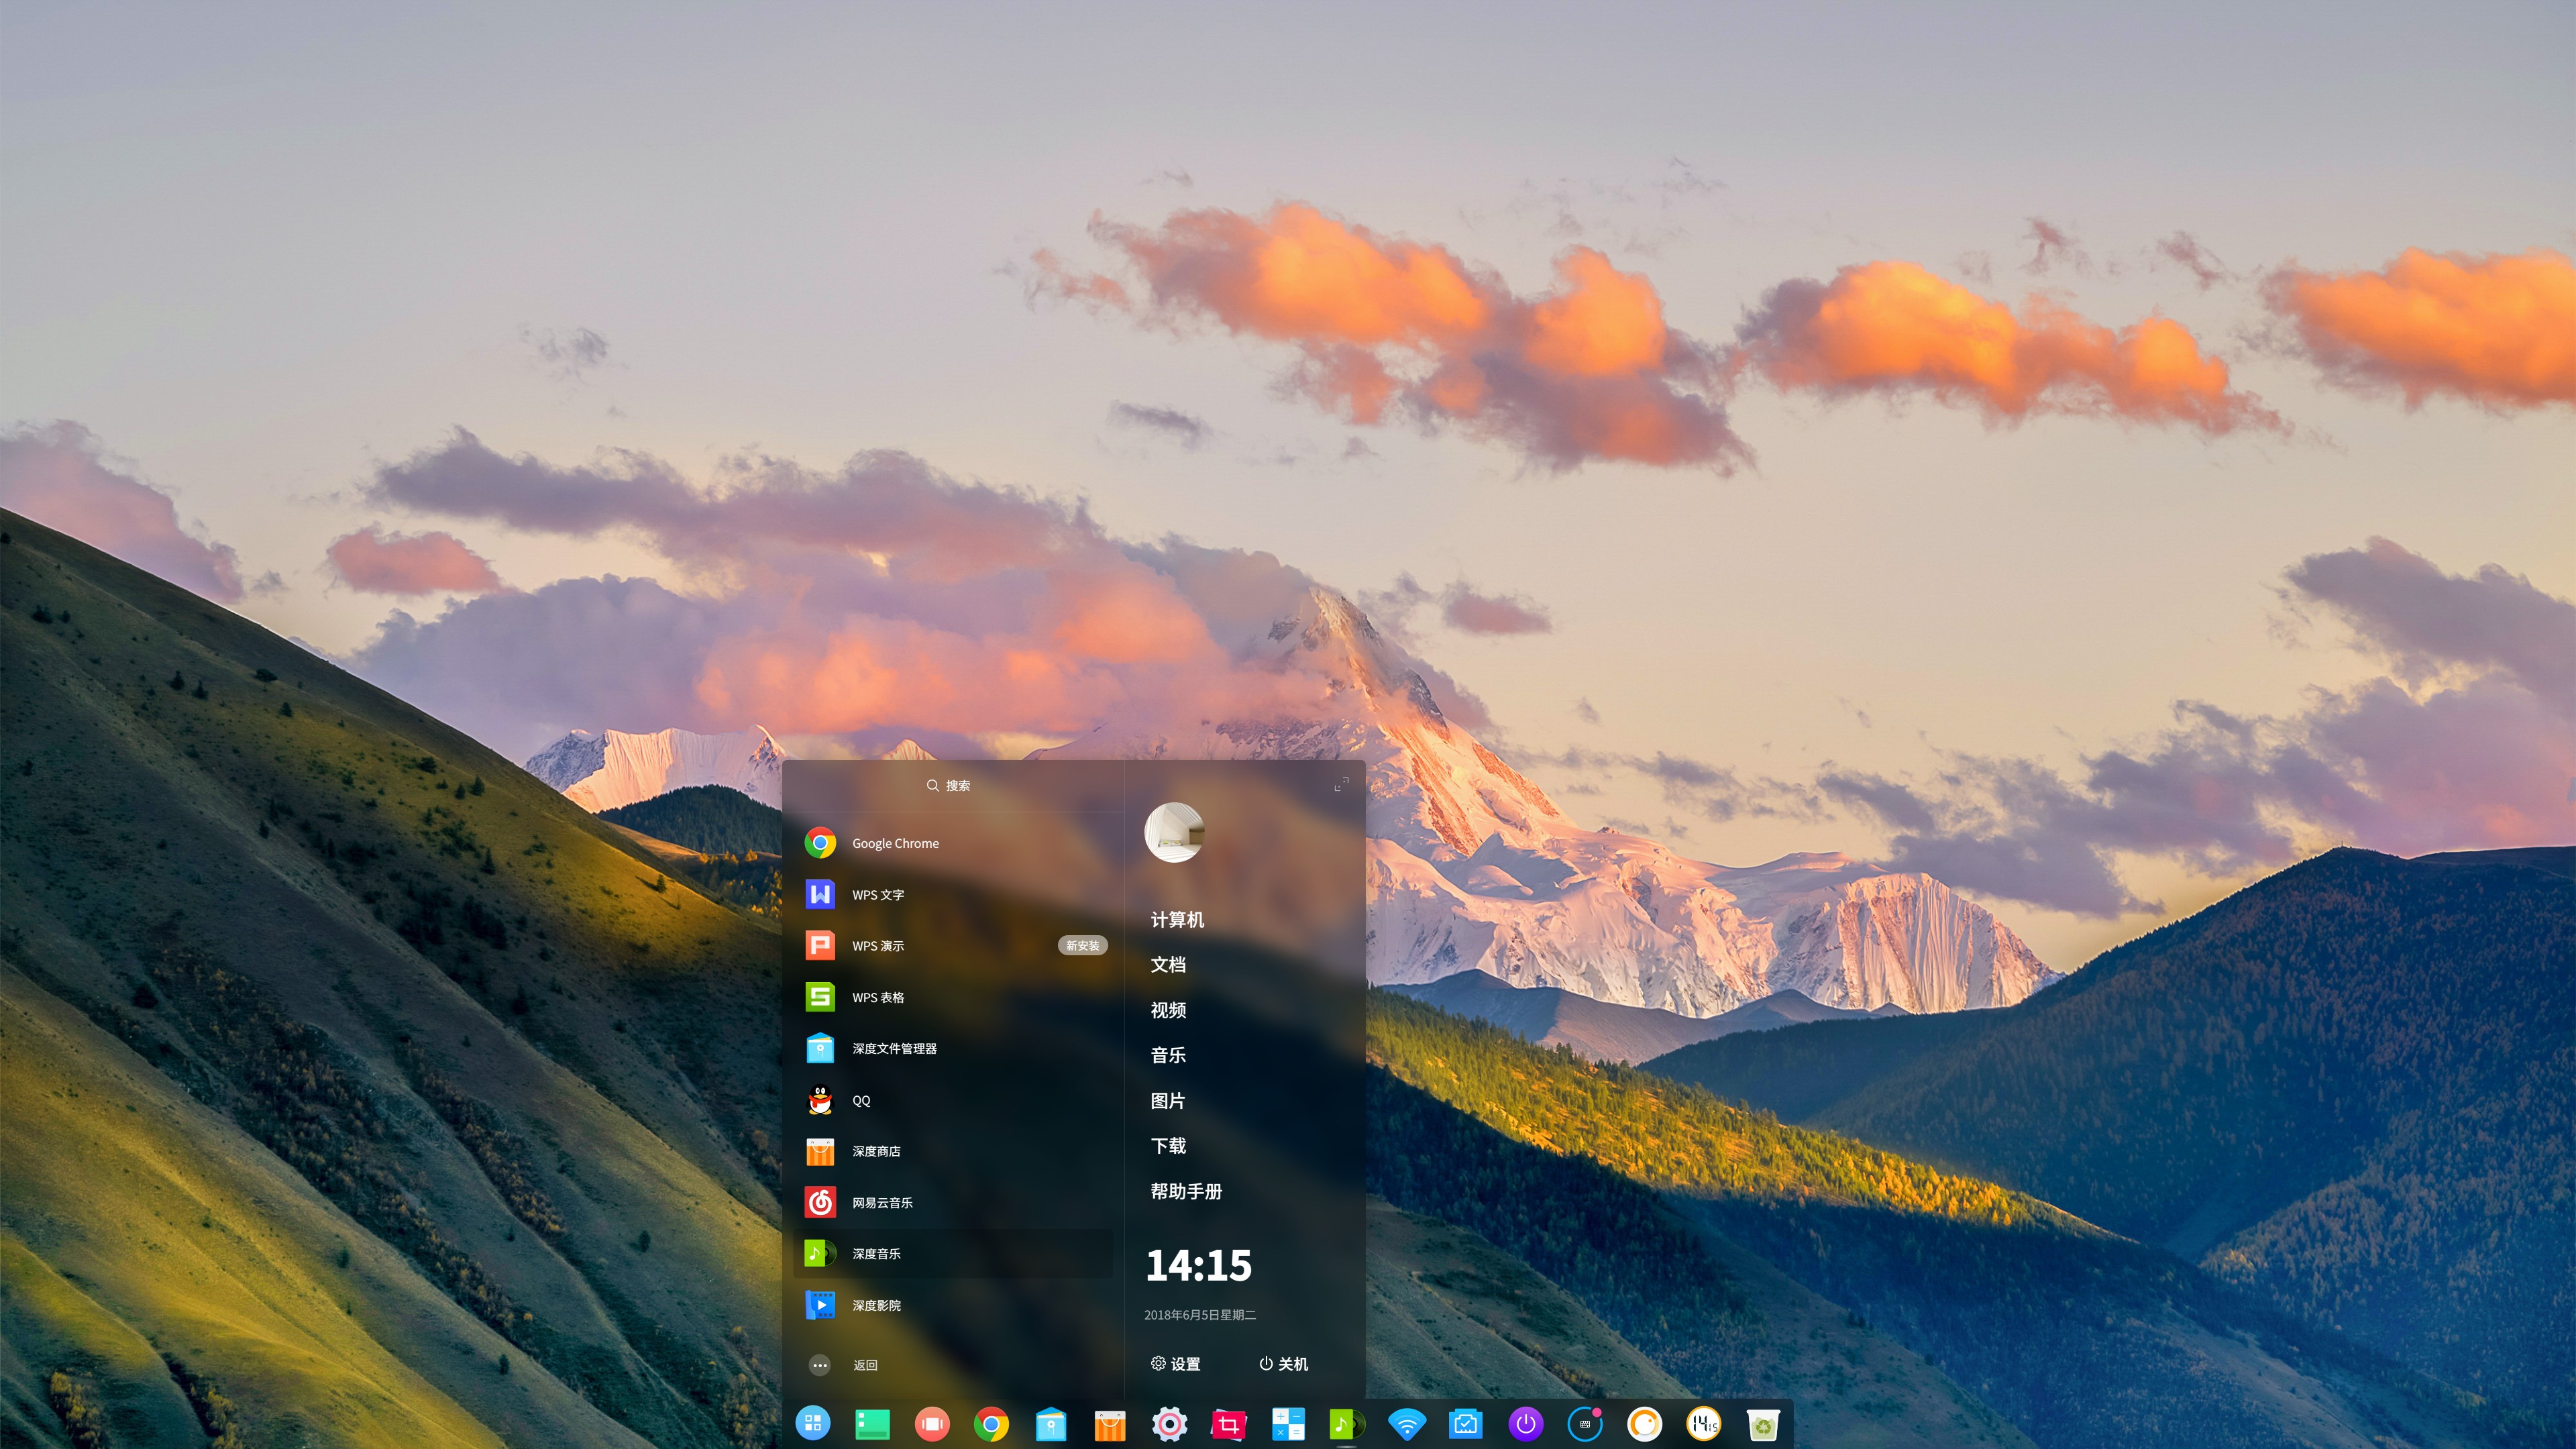 搜索
Google Chrome
WPS 文字
WPS 演示
新安装
WPS 表格
深度文件管理器
QQ
深度商店
网易云音乐
深度音乐
深度影院
返回
计算机
文档
视频
音乐
图片
下载
帮助手册
14:15
2018年6月5日星期二
设置
关机
14:15